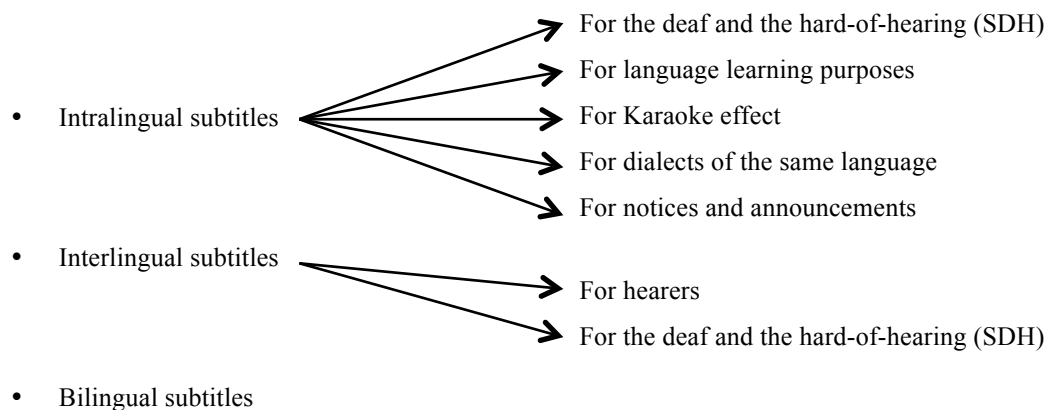 • Intralingual subtitles
For the deaf and the hard-of-hearing (SDH)
For language learning purposes
For Karaoke effect
For dialects of the same language
For notices and announcements
• Interlingual subtitles
For hearers
For the deaf and the hard-of-hearing (SDH)
• Bilingual subtitles